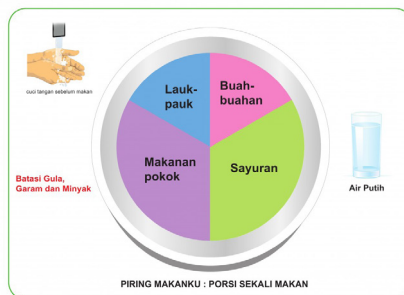 cuci tangan sebelum makan
Lauk-
pauk
Buah-
buahan
Makanan
pokok
Sayuran
Batasi Gula,
Garam dan Minyak
Air Putih
PIRING MAKANKU : PORSI SEKALI MAKAN